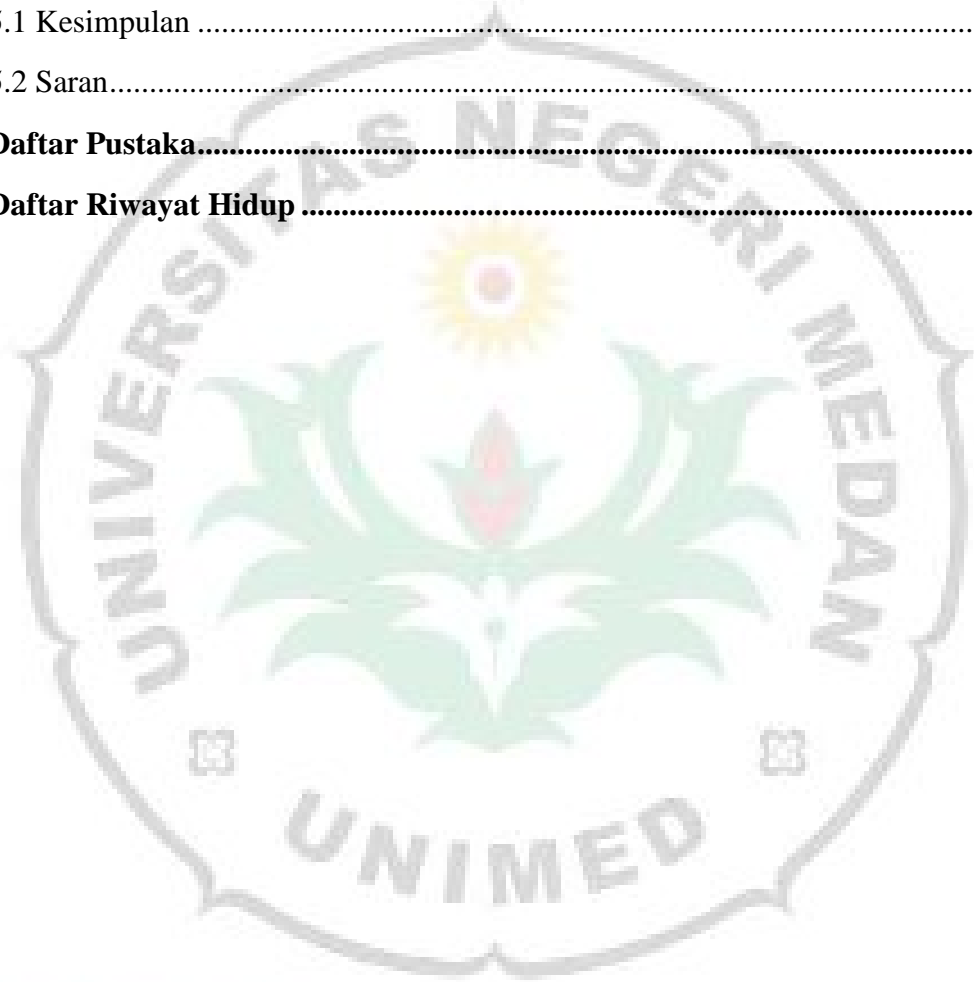 5.1 Kesimpulan ....................................................................................................
5.2 Saran....................................................................................................
Daftar Pustaka....................................................................................................
Daftar Riwayat Hidup ....................................................................................................
UNIVERSITAS NEGERI MEDAN
UNIMED